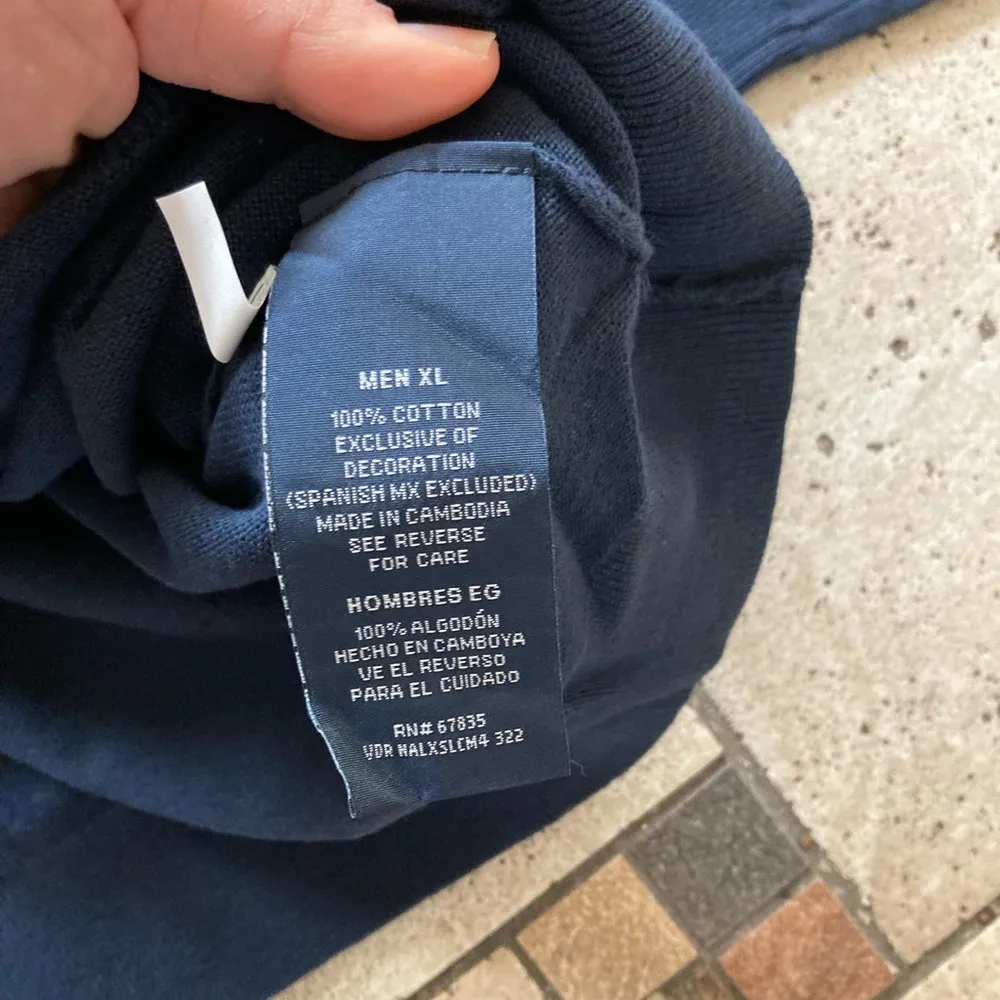 MEN XL
100% COTTON
EXCLUSIVE OF
DECORATION
(SPANISH MX EXCLUDED)
MADE IN CAMBODIA
SEE REVERSE
FOR CARE
HOMBRES EG
100% ALGODÓN
HECHO EN CAMBOYA
VE EL REVERSO
PARA EL CUIDADO
RN# 67835
VDR NALXSLCM4 322